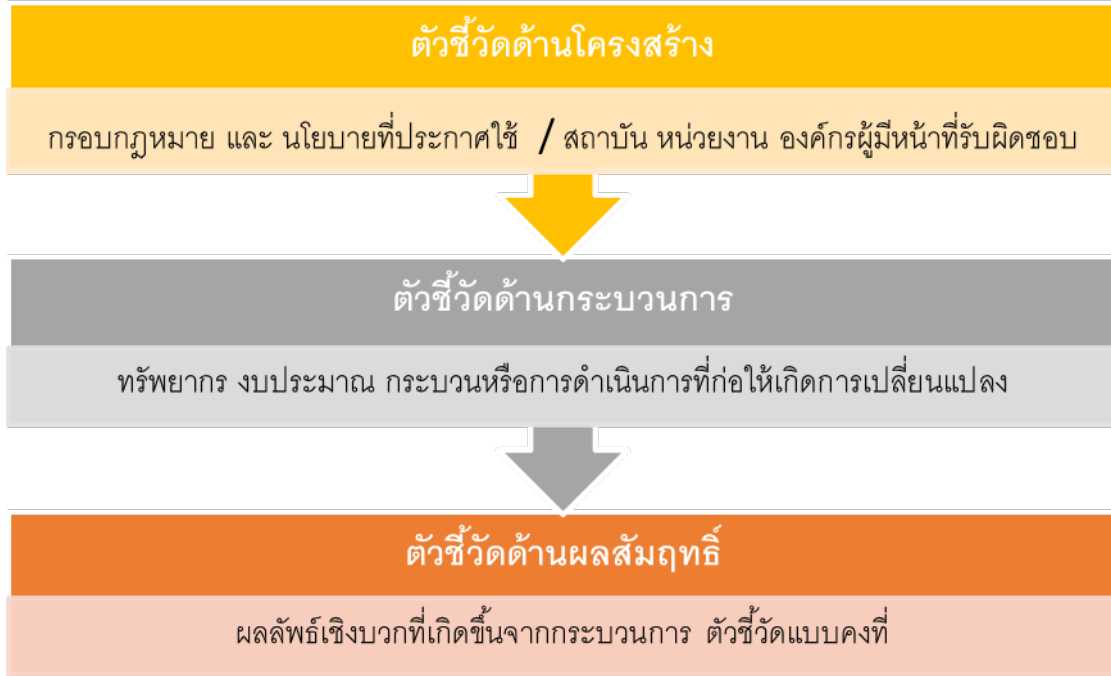 ตัวชี้วัดด้านโครงสร้าง
กรอบกฎหมาย และ นโยบายที่ประกาศใช้ / สถาบัน หน่วยงาน องค์กรผู้มีหน้าที่รับผิดชอบ
ตัวชี้วัดด้านกระบวนการ
ทรัพยากร งบประมาณ กระบวนหรือการดำเนินการที่ก่อให้เกิดการเปลี่ยนแปลง
ตัวชี้วัดด้านผลสัมฤทธิ์
ผลลัพธ์เชิงบวกที่เกิดขึ้นจากกระบวนการ ตัวชี้วัดแบบคงที่